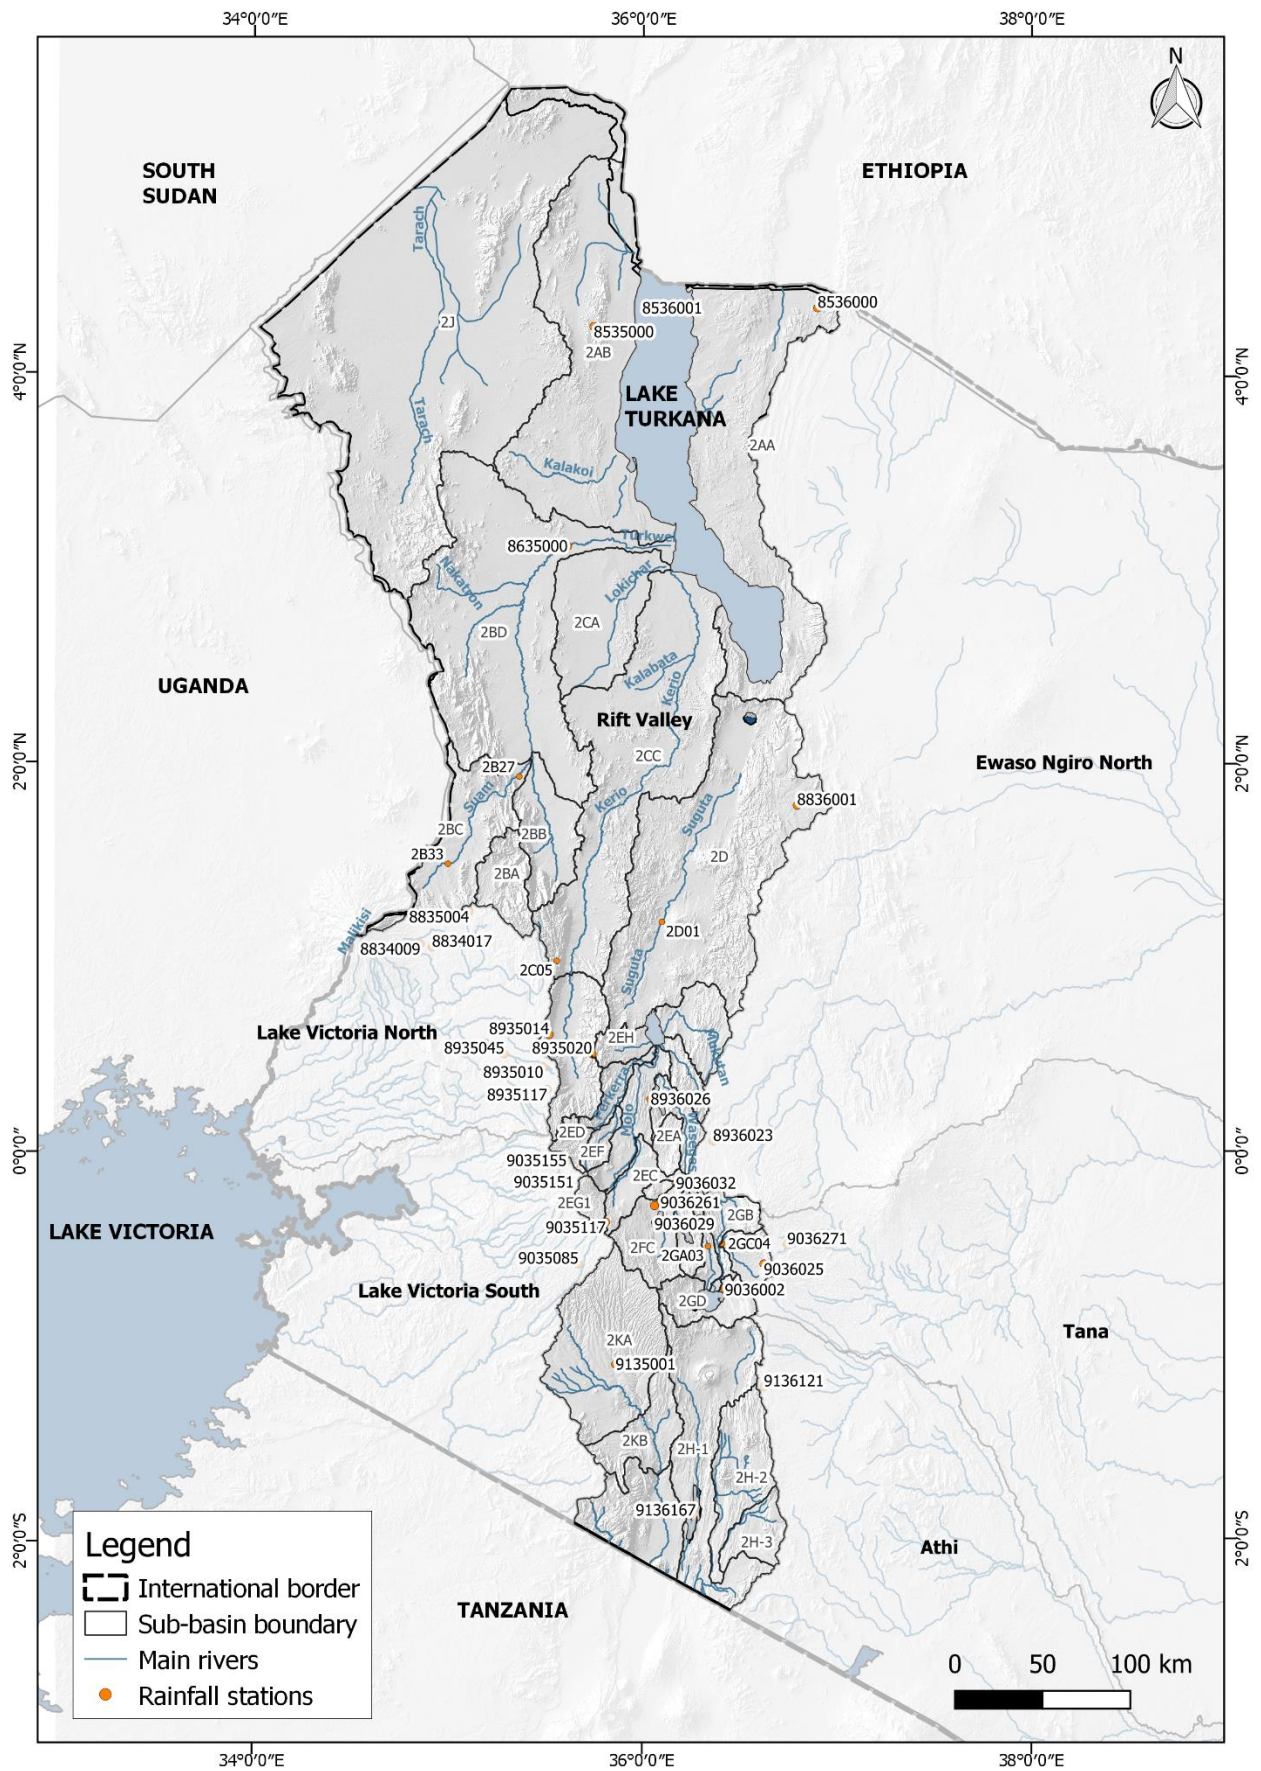 34°0'0"E
36°0'0"E
38°0'0"E
N
SOUTH
SUDAN
ETHIOPIA
Tarach
8536001
8536000
2J
8535000
2AB
4°0'0"N
4°0'0"N
LAKE
TURKANA
Tarach
2AA
Kalakoi
Turkwel
8635000
Nakatron
Lokichar
2CA
2BD
Kalabata
UGANDA
Kerio
Rift Valley
2CC
2°0'0"N
2°0'0"N
2B27
Ewaso Ngiro North
Suam
Kerio
8836001
Suguta
2BC
2BB
2B33
2D
2BA
8835004
Malikisi
8834009
8834017
2D01
2C05
Suguta
Lake Victoria North
8935014
2EH
8935045
8935020
Mukutan
8935010
Perkerra
8935117
8936026
Molo
2ED
2EA
Waseges
8936023
0°0'0"
0°0'0"
2EF
9035155
2EC
9035151
9036032
2EG1
9036261
2GB
9035117
9036029
LAKE VICTORIA
9036271
2FC
2GA03
2GC04
9035085
9036025
Lake Victoria South
9036002
2GD
Tana
2KA
9135001
9136121
2KB
2H-1
2H-2
9136167
2H-3
Athi
2°0'0"S
2°0'0"S
Legend
International border
Sub-basin boundary
Main rivers
Rainfall stations
TANZANIA
0 50 100 km
34°0'0"E
36°0'0"E
38°0'0"E